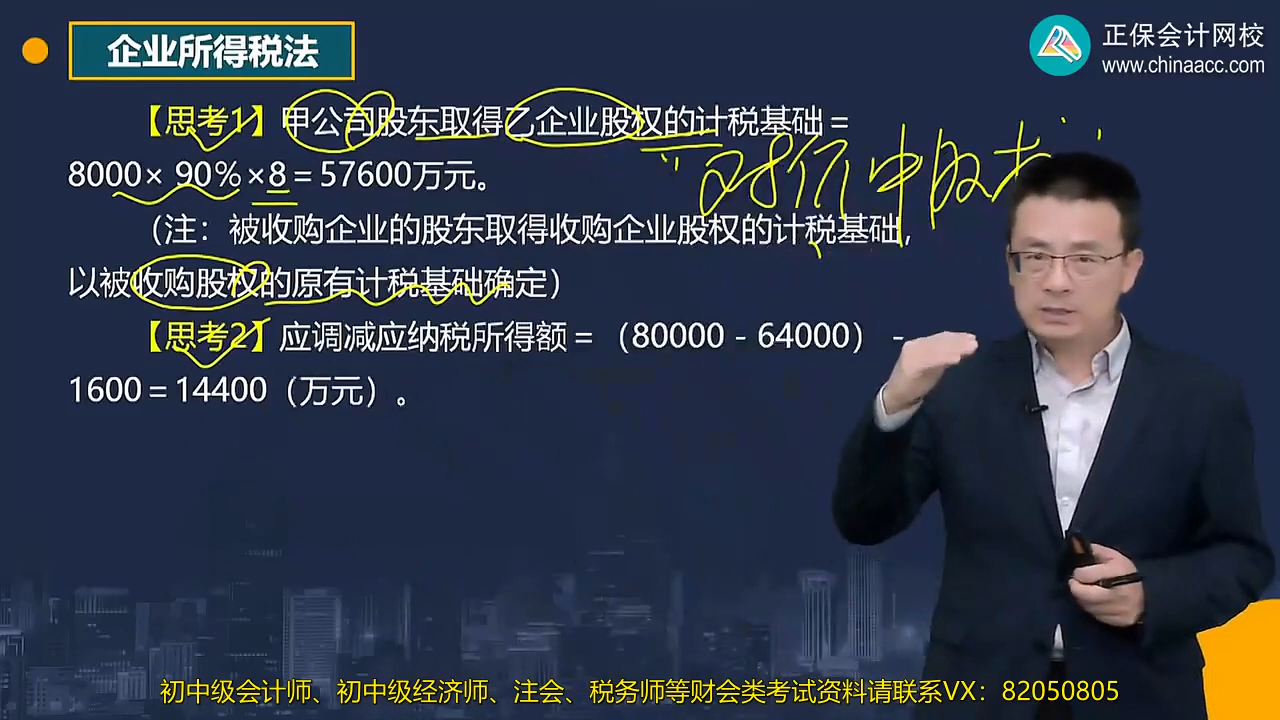 企业所得税法
正保会计网校
www.chinaacc.com
【思考1】甲公司股东取得乙企业股权的计税基础=
8000×90%×8=57600万元。
对价
(注：被收购企业的股东取得收购企业股权的计税基础,
以被收购股权的原有计税基础确定)
【思考2】应调减应纳税所得额=(80000-64000)-
1600=14400(万元)。
初中级会计师、初中级经济师、注会、税务师等财会类考试资料请联系VX：82050805